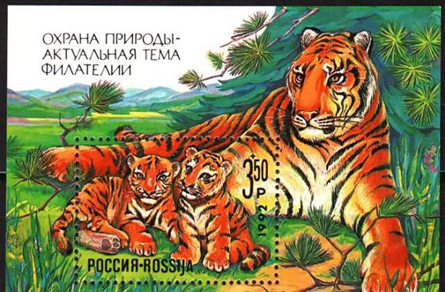 ОХРАНА ПРИРОДЫ-
АКТУАЛЬНАЯ ТЕМА
ФИЛАТЕЛИИ
3.50
Р
1992
РОССИЯ-ROSSIJA